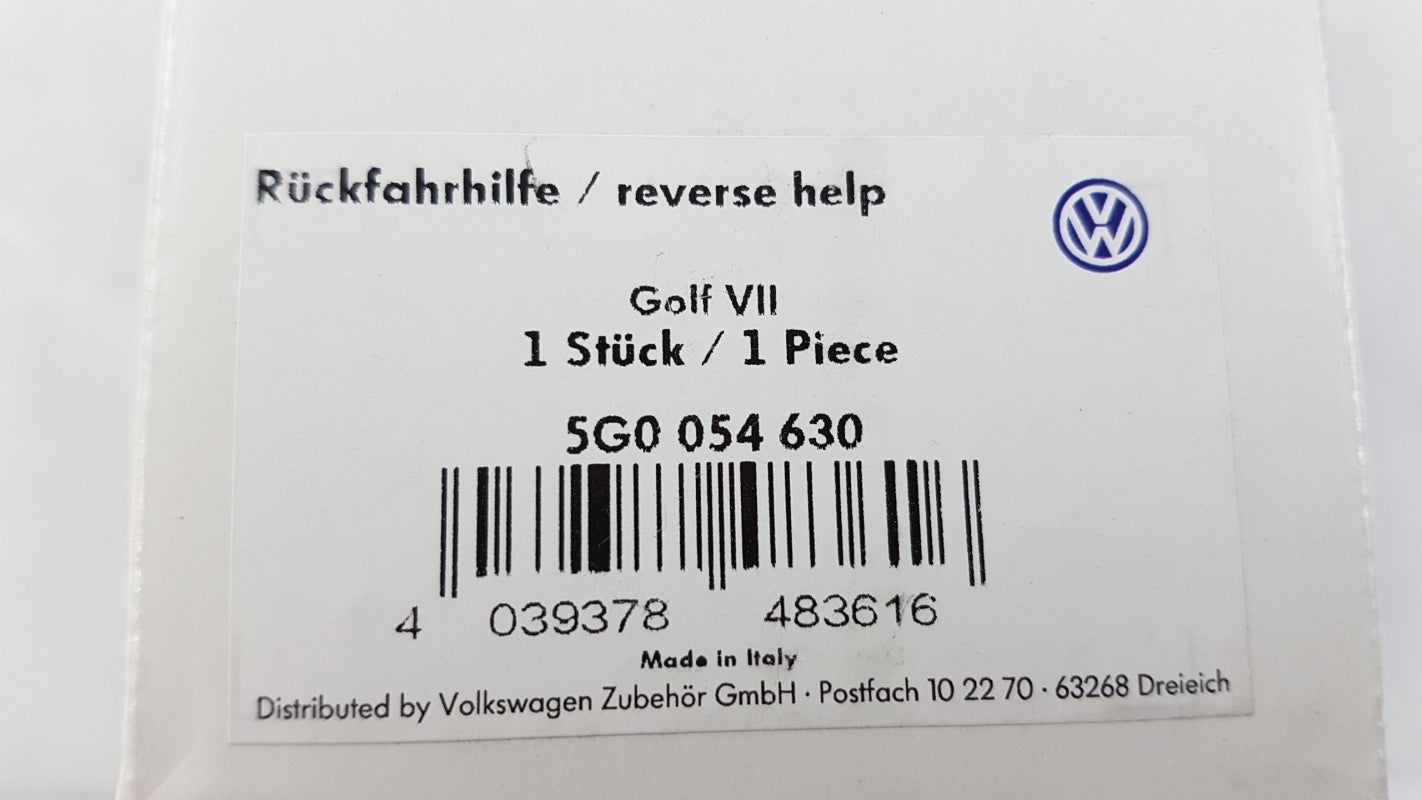 Rückfahrhilfe / reverse help
Golf VII
1 Stück / 1 Piece
5G0 054 630
4 039378 483616
Made in Italy
Distributed by Volkswagen Zubehör GmbH · Postfach 10 22 70 · 63268 Dreieich